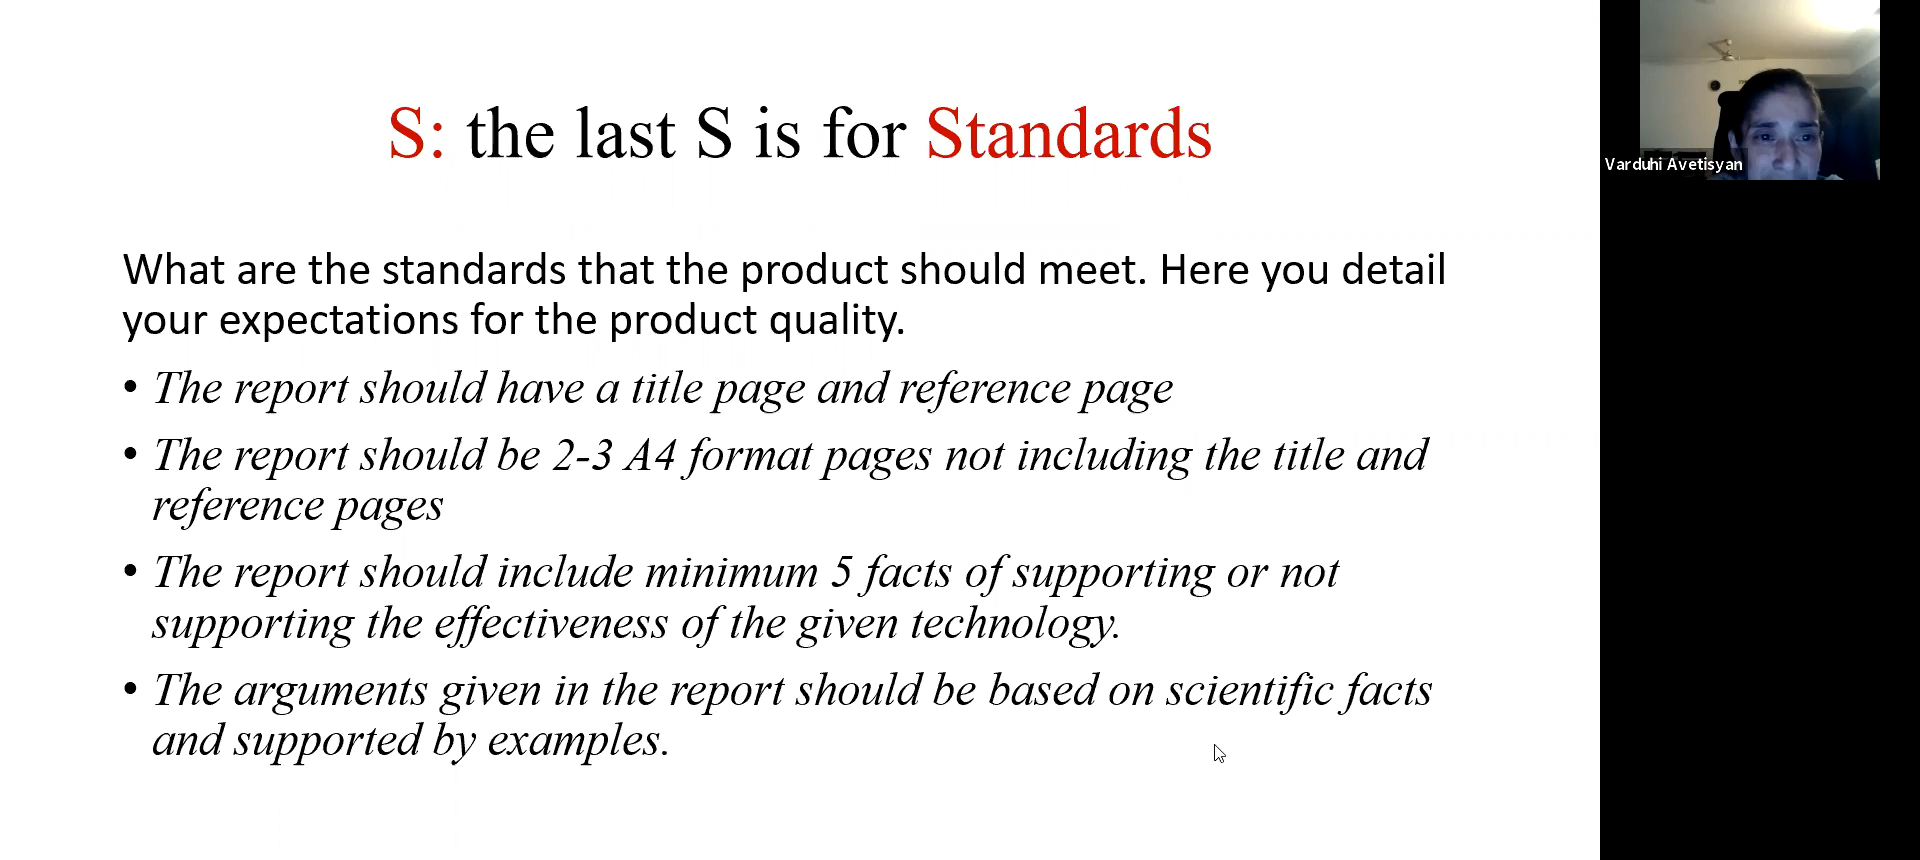 S: the last S is for Standards
What are the standards that the product should meet. Here you detail
your expectations for the product quality.
• The report should have a title page and reference page
• The report should be 2-3 A4 format pages not including the title and
reference pages
• The report should include minimum 5 facts of supporting or not
supporting the effectiveness of the given technology.
• The arguments given in the report should be based on scientific facts
and supported by examples.
Varduhi Avetisyan